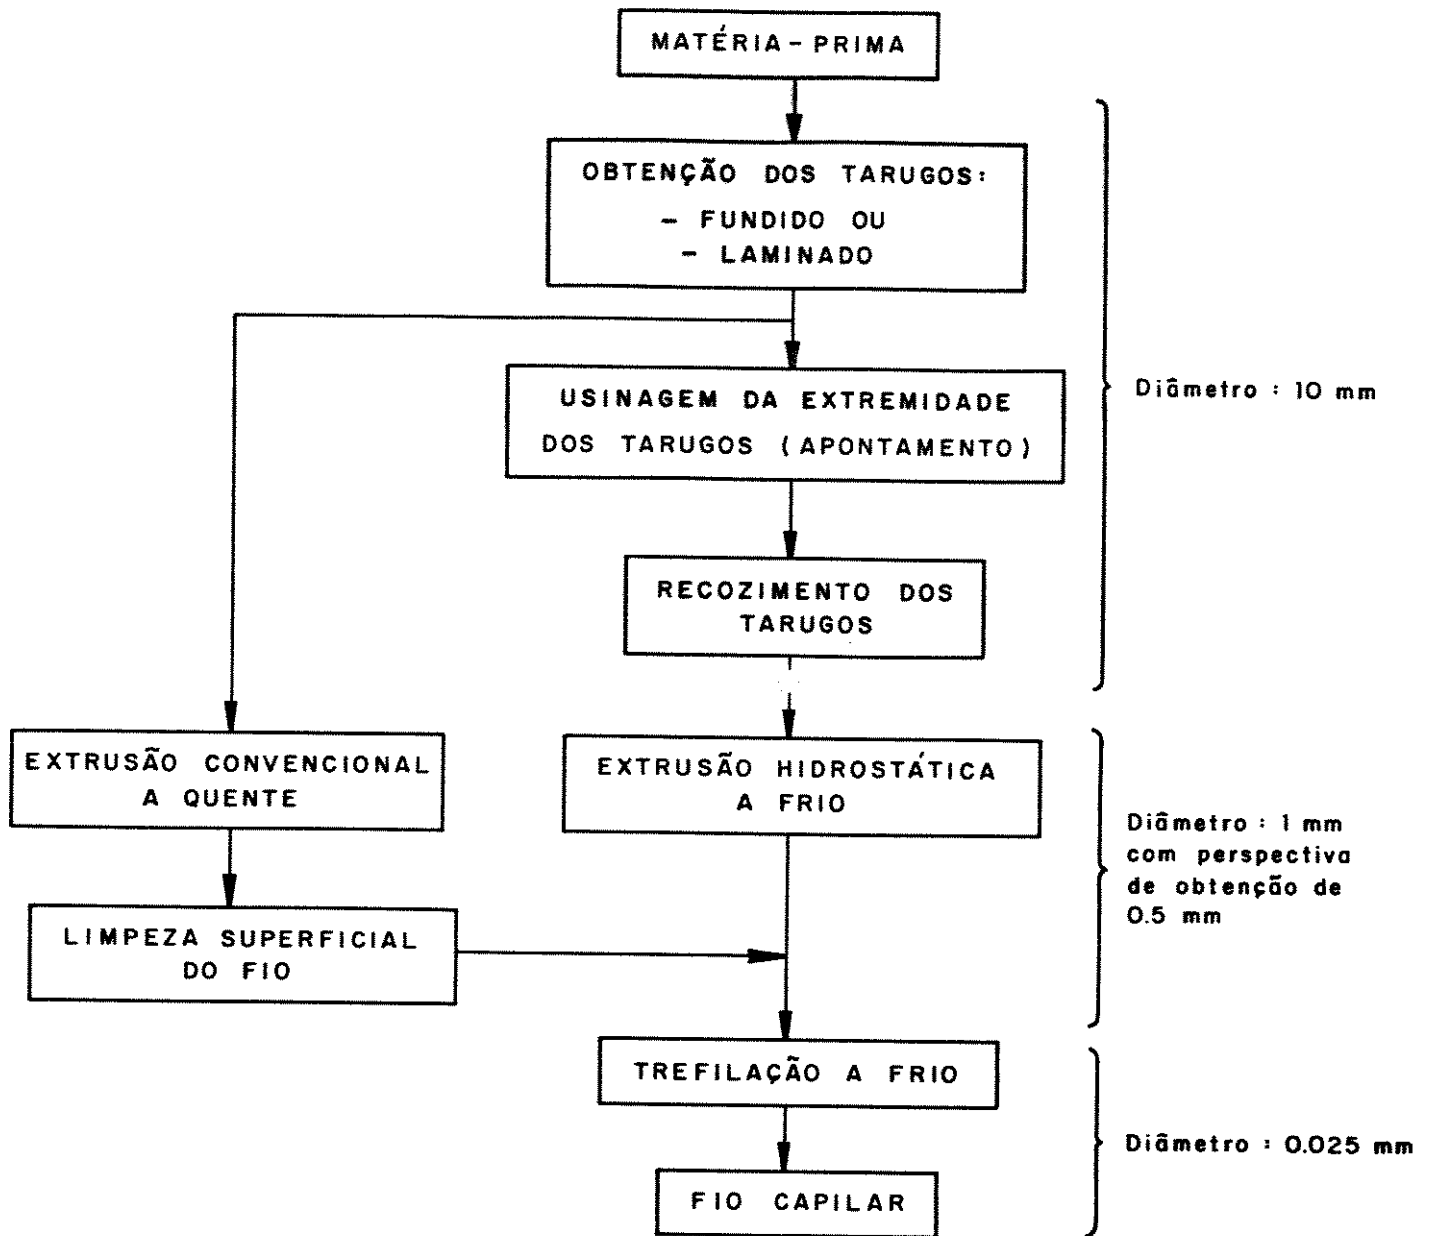 MATÉRIA-PRIMA
OBTENÇÃO DOS TARUGOS:
- FUNDIDO OU
- LAMINADO
USINAGEM DA EXTREMIDADE
DOS TARUGOS (APONTAMENTO)
Diâmetro : 10 mm
RECOZIMENTO DOS
TARUGOS
EXTRUSÃO CONVENCIONAL
A QUENTE
EXTRUSÃO HIDROSTÁTICA
A FRIO
Diâmetro : 1 mm
com perspectiva
de obtenção de
0.5 mm
LIMPEZA SUPERFICIAL
DO FIO
TREFILAÇÃO A FRIO
Diâmetro : 0.025 mm
FIO CAPILAR